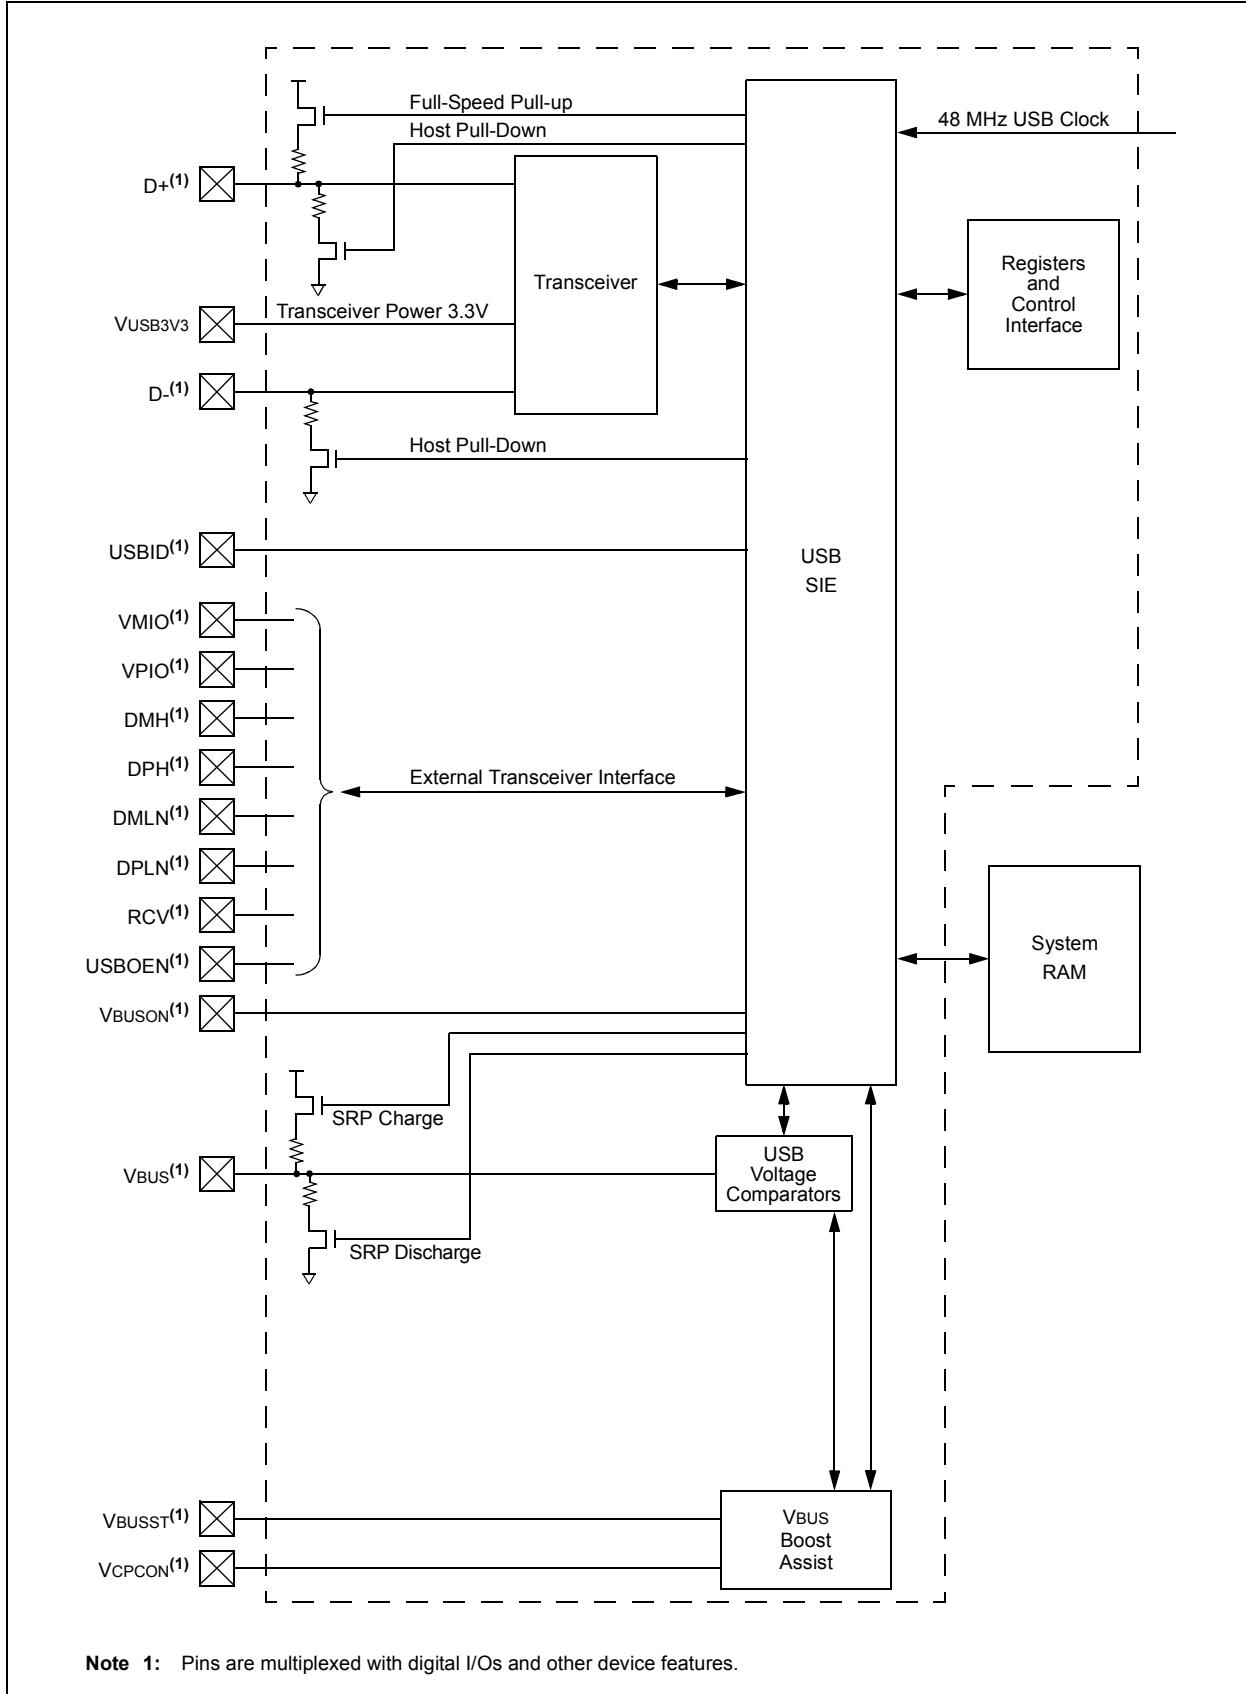 Full-Speed Pull-up
48 MHz USB Clock
Host Pull-Down
D+(1)
Transceiver
Registers
and
Control
Interface
VUSB3V3
Transceiver Power 3.3V
D-(1)
Host Pull-Down
USBID(1)
USB
SIE
VMIO(1)
VPIO(1)
DMH(1)
DPH(1)
External Transceiver Interface
DMLN(1)
DPLN(1)
RCV(1)
USBOEN(1)
System
RAM
VBUSON(1)
SRP Charge
VBUS(1)
USB
Voltage
Comparators
SRP Discharge
VBUSST(1)
VCPCON(1)
VBUS
Boost
Assist
Note 1: Pins are multiplexed with digital I/Os and other device features.